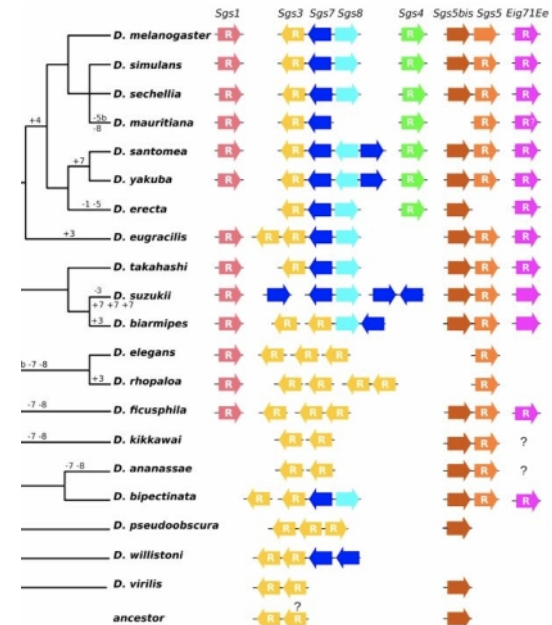 Sgs1 Sgs3 Sgs7 Sgs8 Sgs4 Sgs5bis Sgs5 Eig71Ee
D. melanogaster R R R R R
D. simulans R R R R R
+4 D. sechellia R R R R R
-5b
-8 D. mauritiana R R R R R?
D. santomea R R R R R
+7 D. yakuba R R R R R
-1 -5 D. erecta R R R
+3 D. eugracilis R R R R R
D. takahashi R R R R
-3 D. suzukii R R
+7 +7 +7
+3 D. biarmipes R R R R
D. elegans R R R R R
b -7 -8
+3 D. rhopaloa R R R R R R
-7 -8 D. ficusphila R R R R R R
-7 -8 D. kikkawai R R R ?
-7 -8 D. ananassae R R R ?
D. bipectinata R R R R
D. pseudoobscura R R R
D. willistoni R R
D. virilis R R
?
ancestor R R